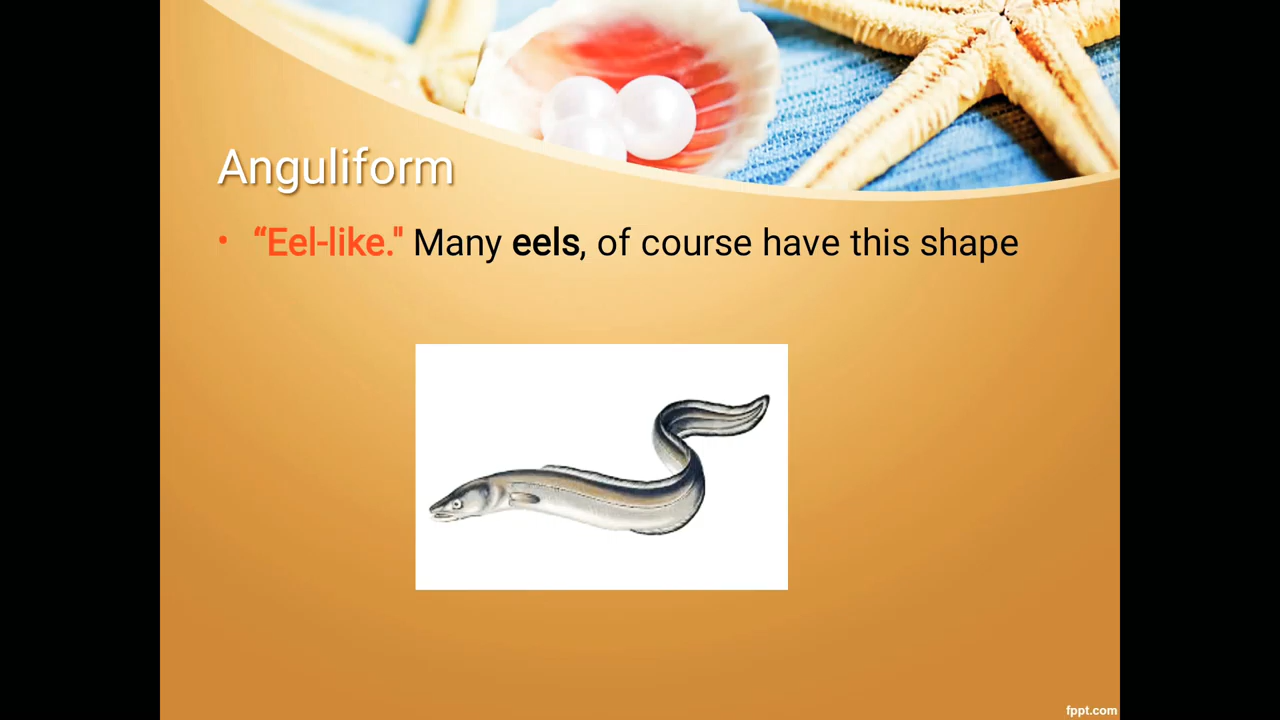 Anguliform
• “Eel-like." Many eels, of course have this shape
fppt.com